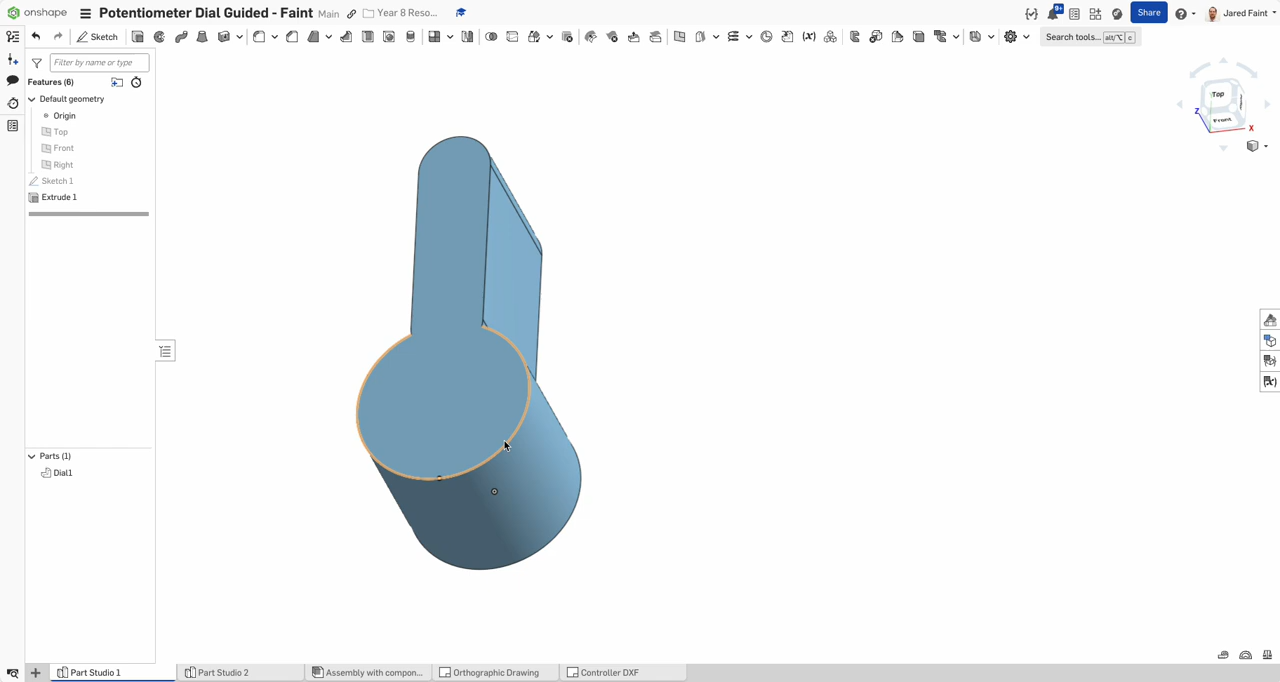 onshape Potentiometer Dial Guided - Faint Main Year 8 Reso... 9+ Share Jared Faint
Sketch Search tools... alt/⌥ c
Filter by name or type
Features (6)
Default geometry
Origin
Top
Front
Right
Sketch 1
Extrude 1
Top
Front
Z
X
Parts (1)
Dial1
Part Studio 1 Part Studio 2 Assembly with compon... Orthographic Drawing Controller DXF